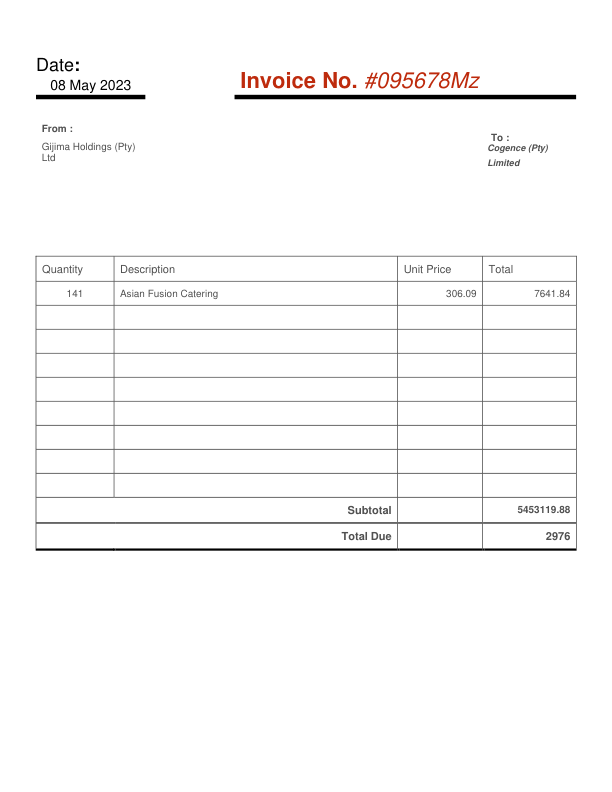 Date:
08 May 2023
Invoice No. #095678Mz
From :
Gijima Holdings (Pty)
Ltd
To :
Cogence (Pty)
Limited
Quantity Description Unit Price Total
141 Asian Fusion Catering 306.09 7641.84
Subtotal 5453119.88
Total Due 2976